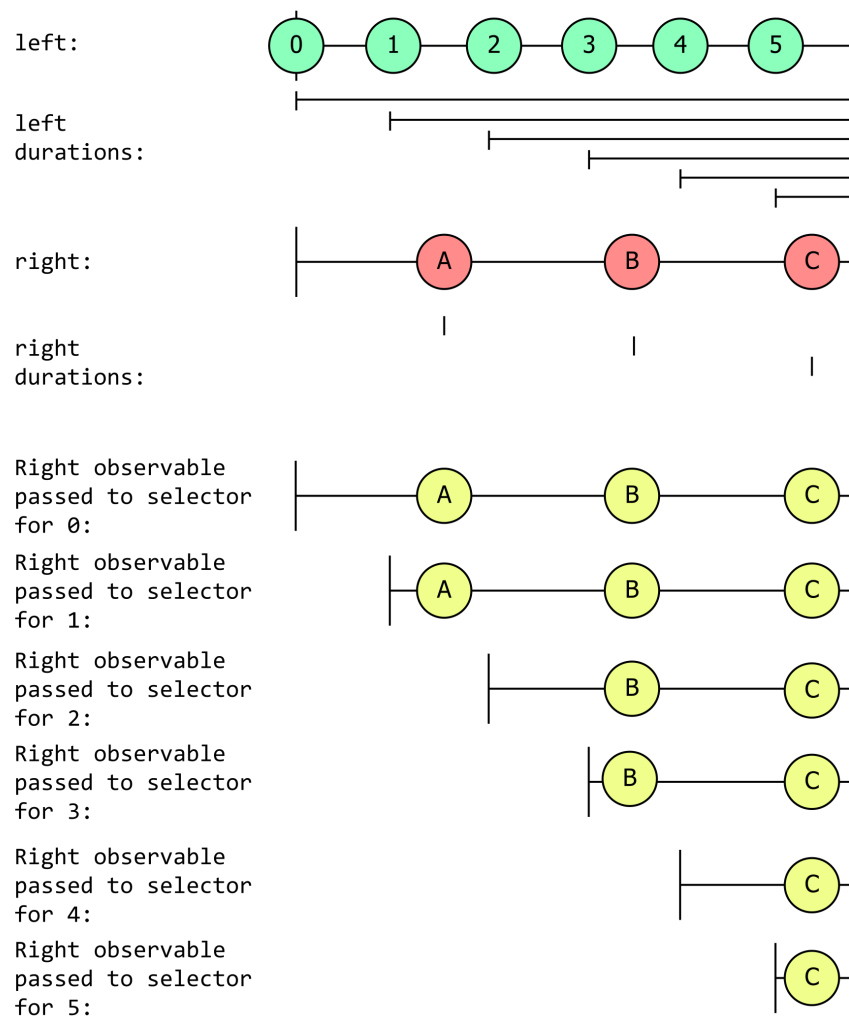 left:
0 1 2 3 4 5
left
durations:
right:
A B C
right
durations:
Right observable
passed to selector
for 0:
A B C
Right observable
passed to selector
for 1:
A B C
Right observable
passed to selector
for 2:
B C
Right observable
passed to selector
for 3:
B C
Right observable
passed to selector
for 4:
C
Right observable
passed to selector
for 5:
C